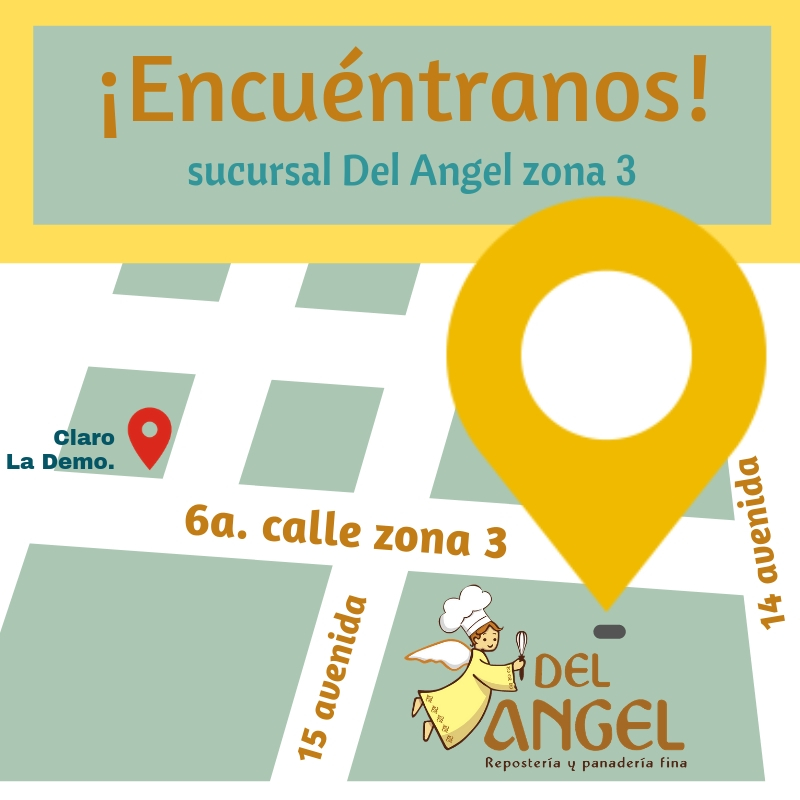 ¡Encuéntranos!
sucursal Del Angel zona 3
Claro
La Demo.
6a. calle zona 3
14 avenida
15 avenida
DEL
ANGEL
Repostería y panadería fina